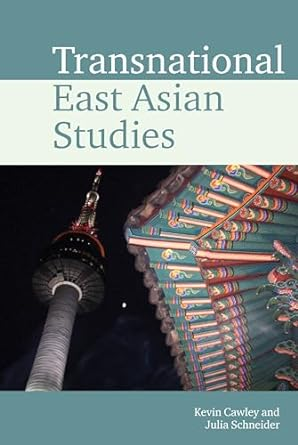 Transnational
East Asian
Studies
Kevin Cawley and
Julia Schneider